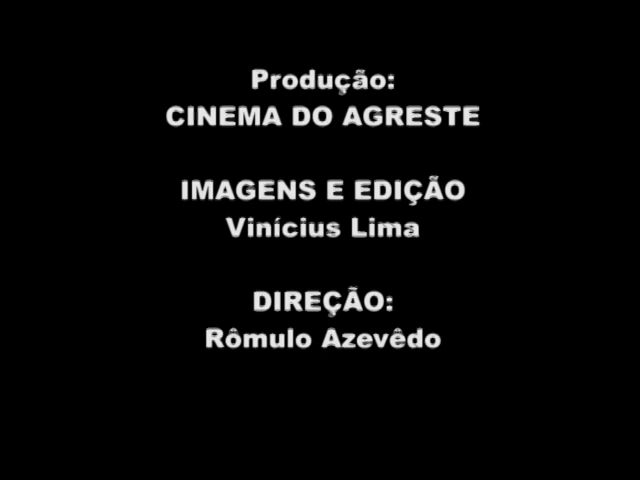 Produção:
CINEMA DO AGRESTE
IMAGENS E EDIÇÃO
Vinícius Lima
DIREÇÃO:
Rômulo Azevêdo